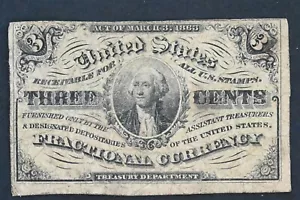 ACT OF MARCH 3, 1863.
3 3
United States
RECEIVABLE FOR ALL U.S. STAMPS.
THREE CENTS
FURNISHED ONLY BY THE ASSISTANT TREASURERS
& DESIGNATED DEPOSITARIES OF THE UNITED STATES.
FRACTIONAL CURRENCY
TREASURY DEPARTMENT